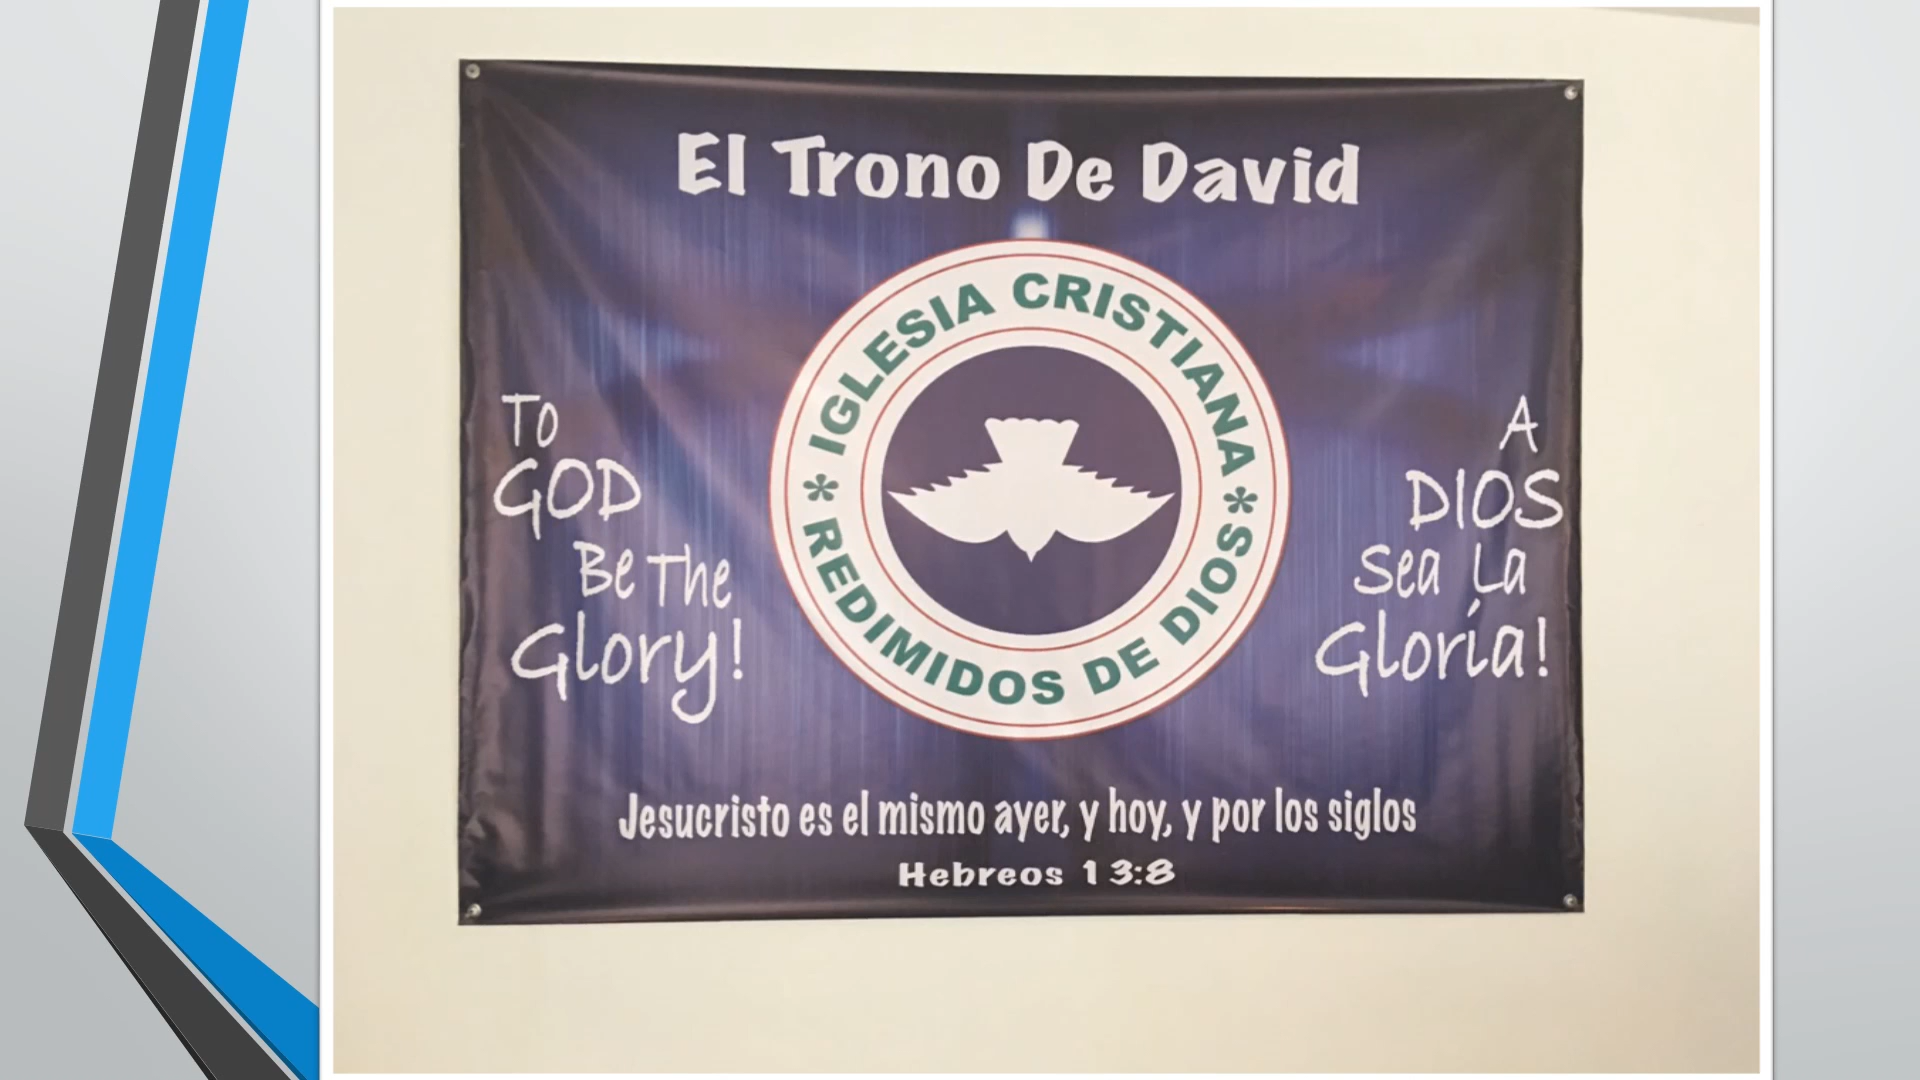 El Trono De David
* IGLESIA CRISTIANA *
REDIMIDOS DE DIOS
To
GOD
Be The
Glory!
A
DIOS
Sea La
Gloría!
Jesucristo es el mismo ayer, y hoy, y por los siglos
Hebreos 13:8